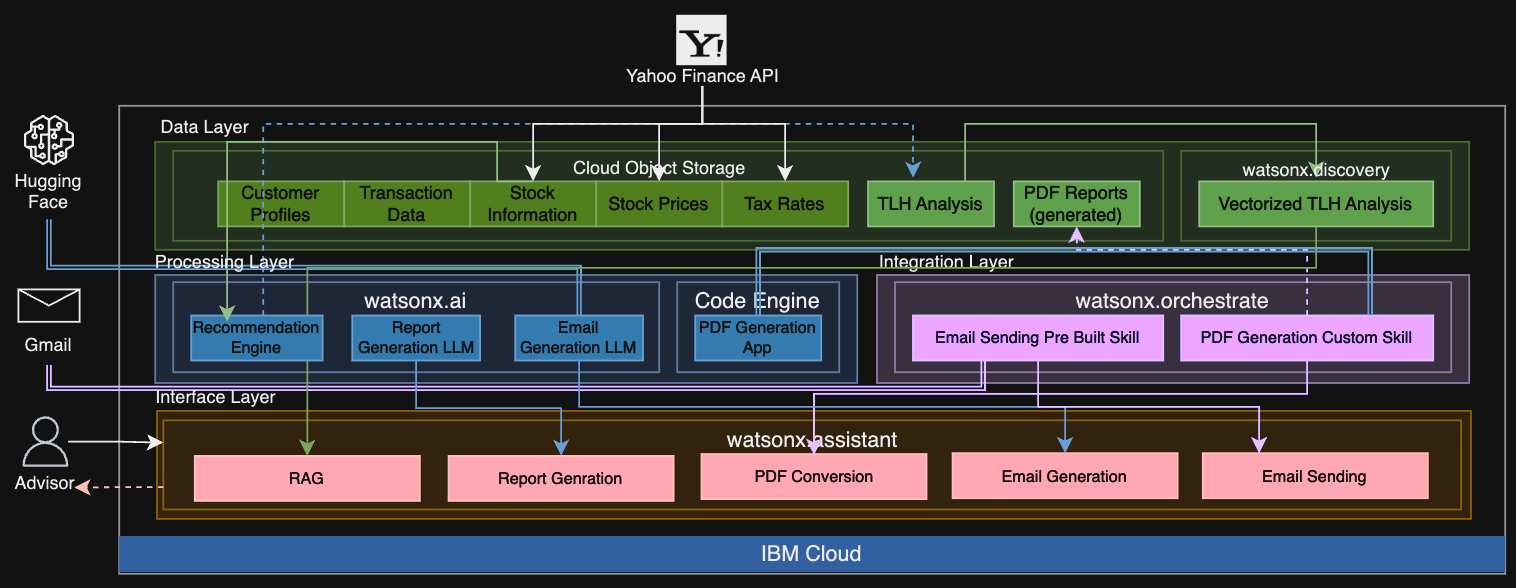 Y!
Yahoo Finance API
Data Layer
Hugging
Face
Cloud Object Storage
watsonx.discovery
Customer
Profiles
Transaction
Data
Stock
Information
Stock Prices
Tax Rates
TLH Analysis
PDF Reports
(generated)
Vectorized TLH Analysis
Processing Layer
Integration Layer
watsonx.ai
Code Engine
watsonx.orchestrate
Recommendation
Engine
Report
Generation LLM
Email
Generation LLM
PDF Generation
App
Email Sending Pre Built Skill
PDF Generation Custom Skill
Gmail
Interface Layer
watsonx.assistant
Advisor
RAG
Report Genration
PDF Conversion
Email Generation
Email Sending
IBM Cloud